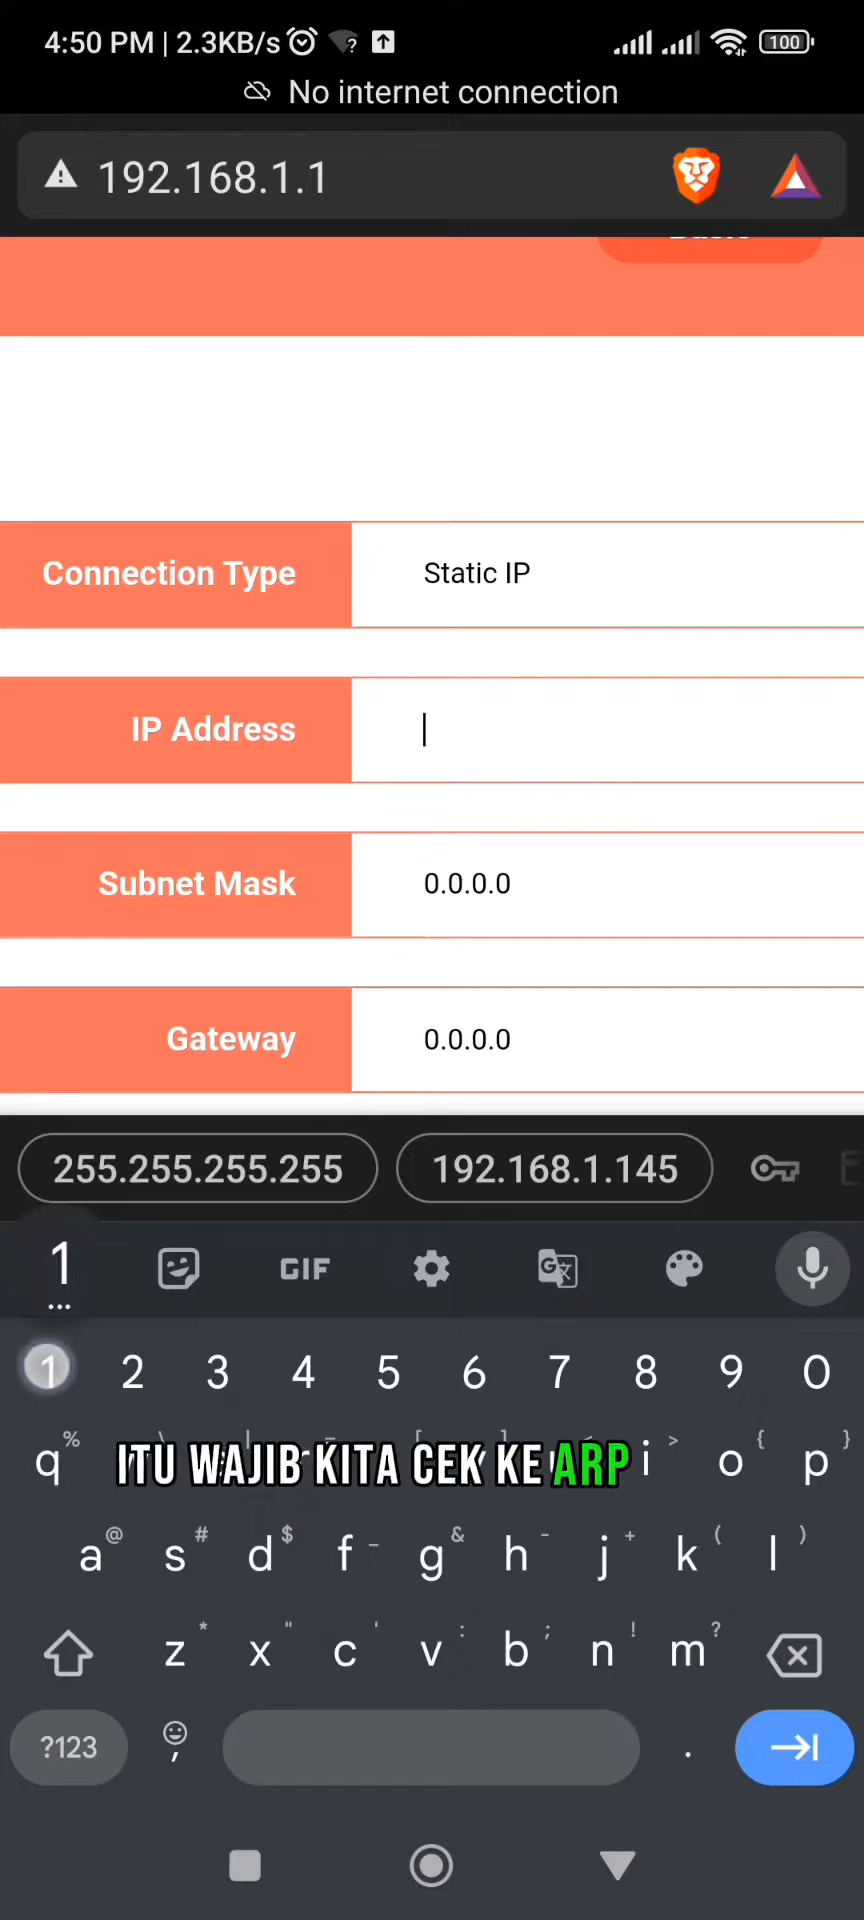 4:50 PM | 2.3KB/s
100
No internet connection
192.168.1.1
Connection Type
Static IP
IP Address
Subnet Mask
0.0.0.0
Gateway
0.0.0.0
255.255.255.255
192.168.1.145
1
...
GIF
1 2 3 4 5 6 7 8 9 0
q i o p
% > { }
ITU WAJIB KITA CEK KE ARP
a s d f g h j k l
@ # $ _ & - + ( )
z x c v b n m
* " ' : ; ! ?
?123 , .